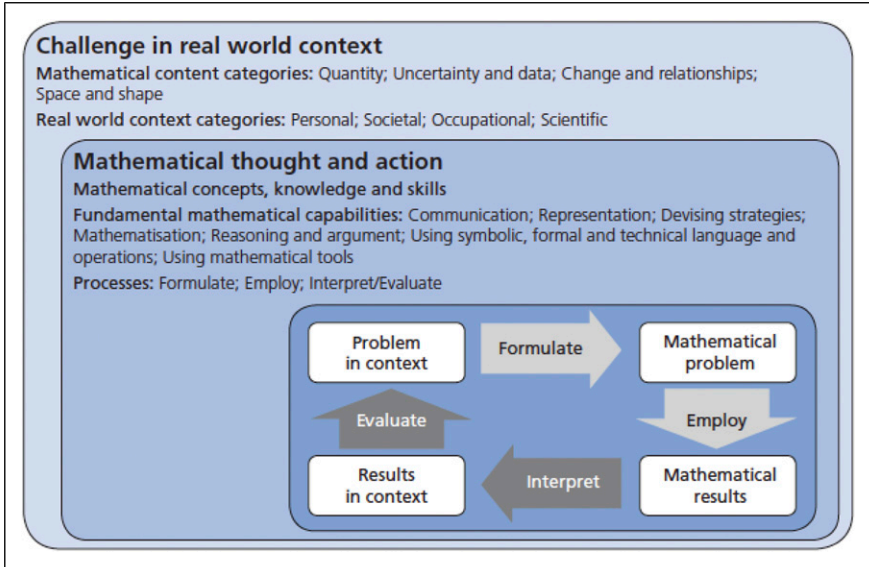 Challenge in real world context
Mathematical content categories: Quantity; Uncertainty and data; Change and relationships;
Space and shape
Real world context categories: Personal; Societal; Occupational; Scientific
Mathematical thought and action
Mathematical concepts, knowledge and skills
Fundamental mathematical capabilities: Communication; Representation; Devising strategies;
Mathematisation; Reasoning and argument; Using symbolic, formal and technical language and
operations; Using mathematical tools
Processes: Formulate; Employ; Interpret/Evaluate
Problem
in context
Formulate
Mathematical
problem
Evaluate
Employ
Results
in context
Interpret
Mathematical
results